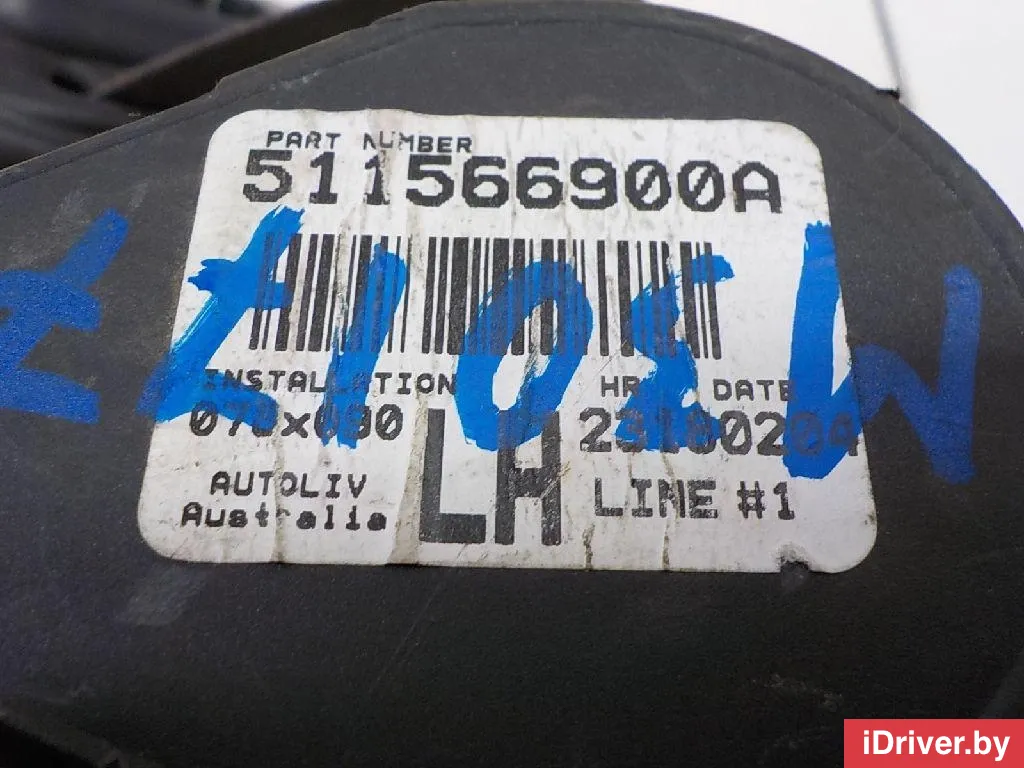 PART NUMBER
511566900A
INSTALLATION
HR DATE
LH
AUTOLIV
Australia
LINE #1
iDriver.by